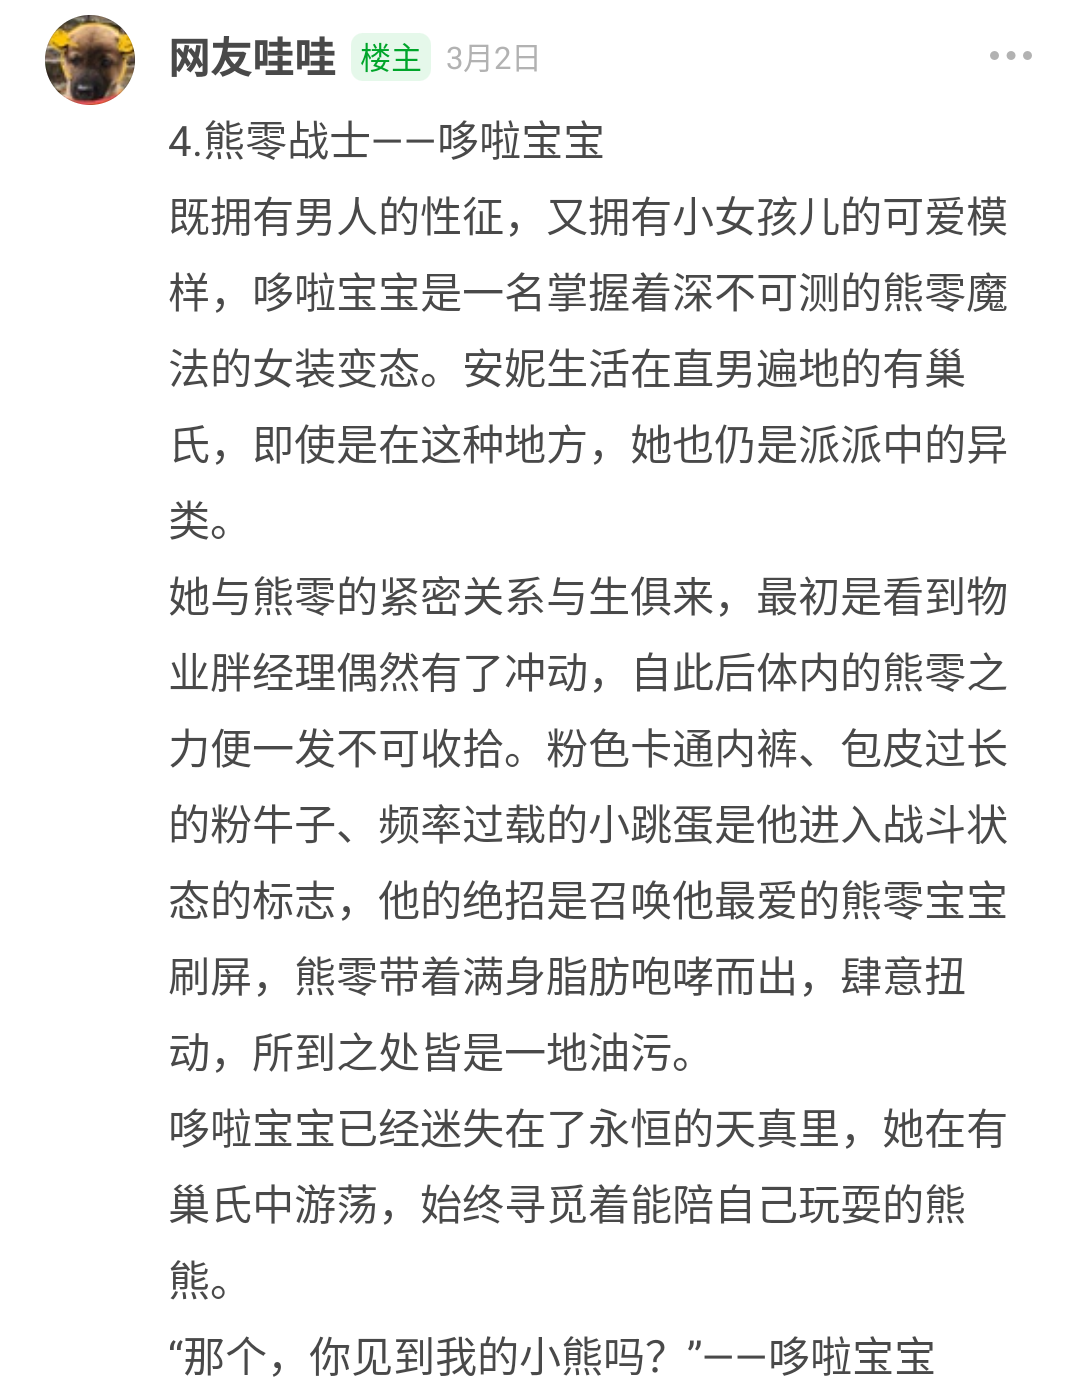 网友哇哇 楼主 3月2日
4.熊零战士——哆啦宝宝
既拥有男人的性征，又拥有小女孩儿的可爱模
样，哆啦宝宝是一名掌握着深不可测的熊零魔
法的女装变态。安妮生活在直男遍地的有巢
氏，即使是在这种地方，她也仍是派派中的异
类。
她与熊零的紧密关系与生俱来，最初是看到物
业胖经理偶然有了冲动，自此后体内的熊零之
力便一发不可收拾。粉色卡通内裤、包皮过长
的粉牛子、频率过载的小跳蛋是他进入战斗状
态的标志，他的绝招是召唤他最爱的熊零宝宝
刷屏，熊零带着满身脂肪咆哮而出，肆意扭
动，所到之处皆是一地油污。
哆啦宝宝已经迷失在了永恒的天真里，她在有
巢氏中游荡，始终寻觅着能陪自己玩耍的熊
熊。
“那个，你见到我的小熊吗？”——哆啦宝宝